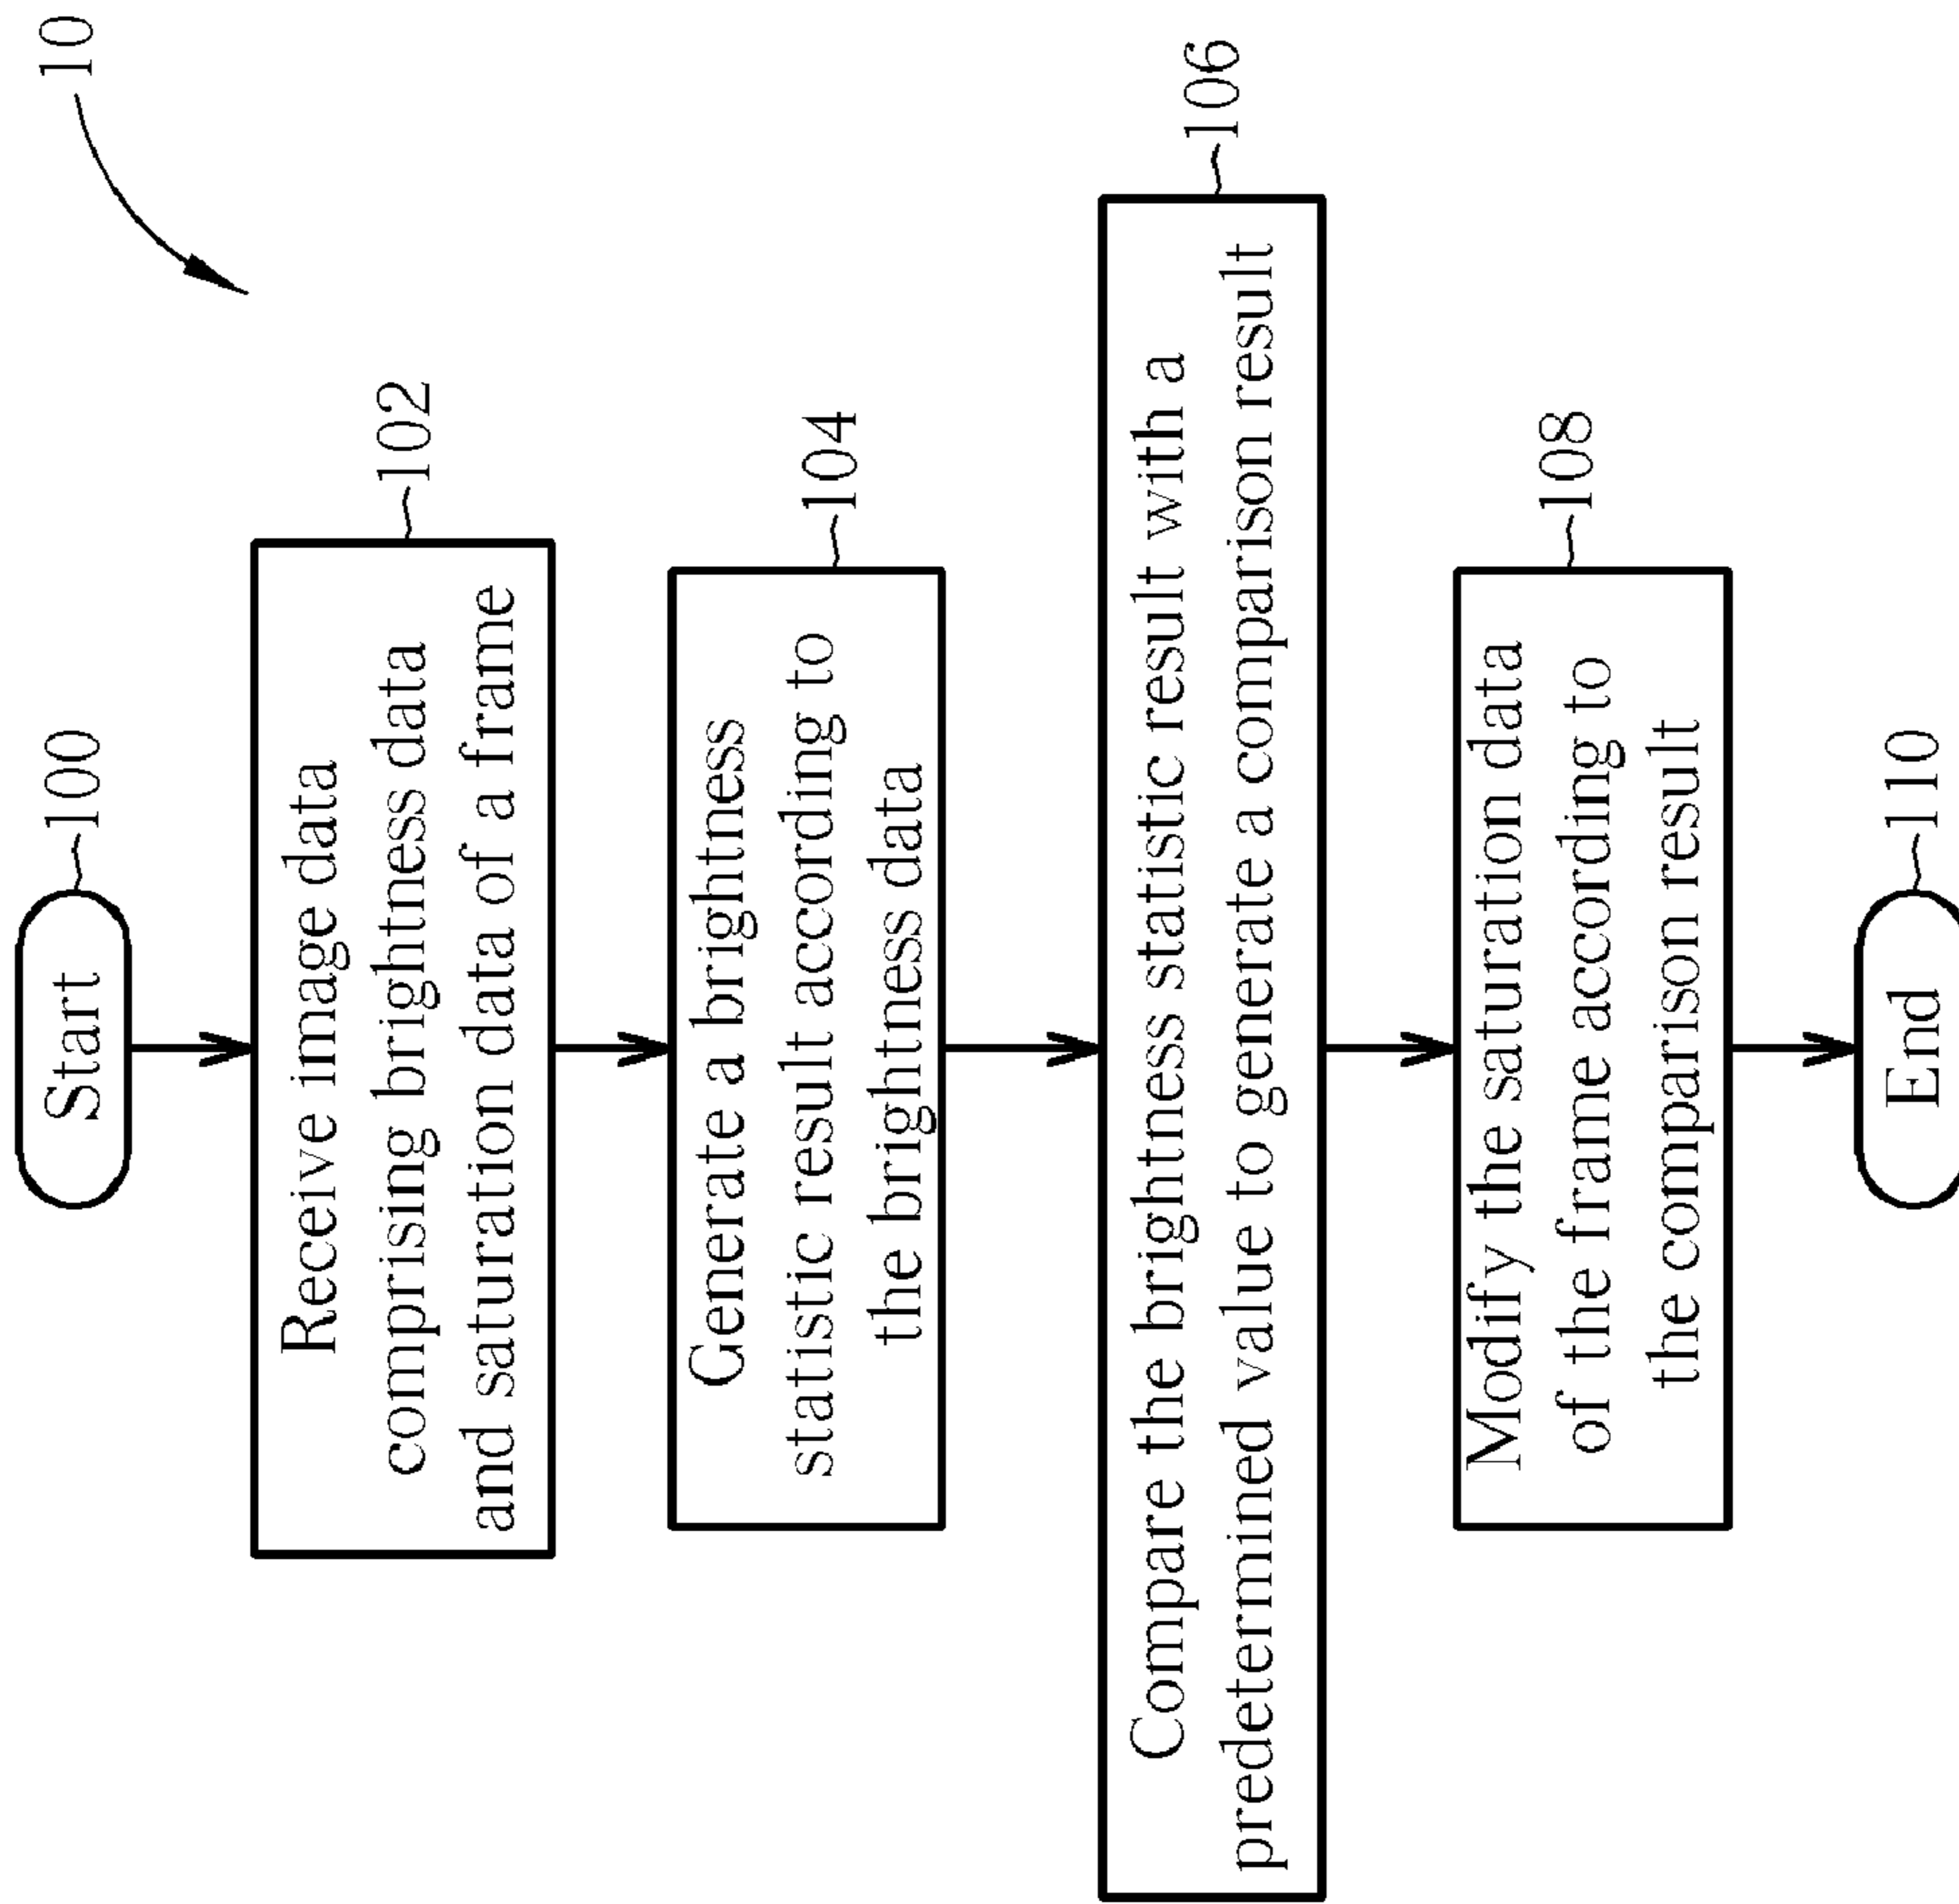 10
Start
100
Receive image data
comprising brightness data
and saturation data of a frame
102
Generate a brightness
statistic result according to
the brightness data
104
Compare the brightness statistic result with a
predetermined value to generate a comparison result
106
Modify the saturation data
of the frame according to
the comparison result
108
End
110